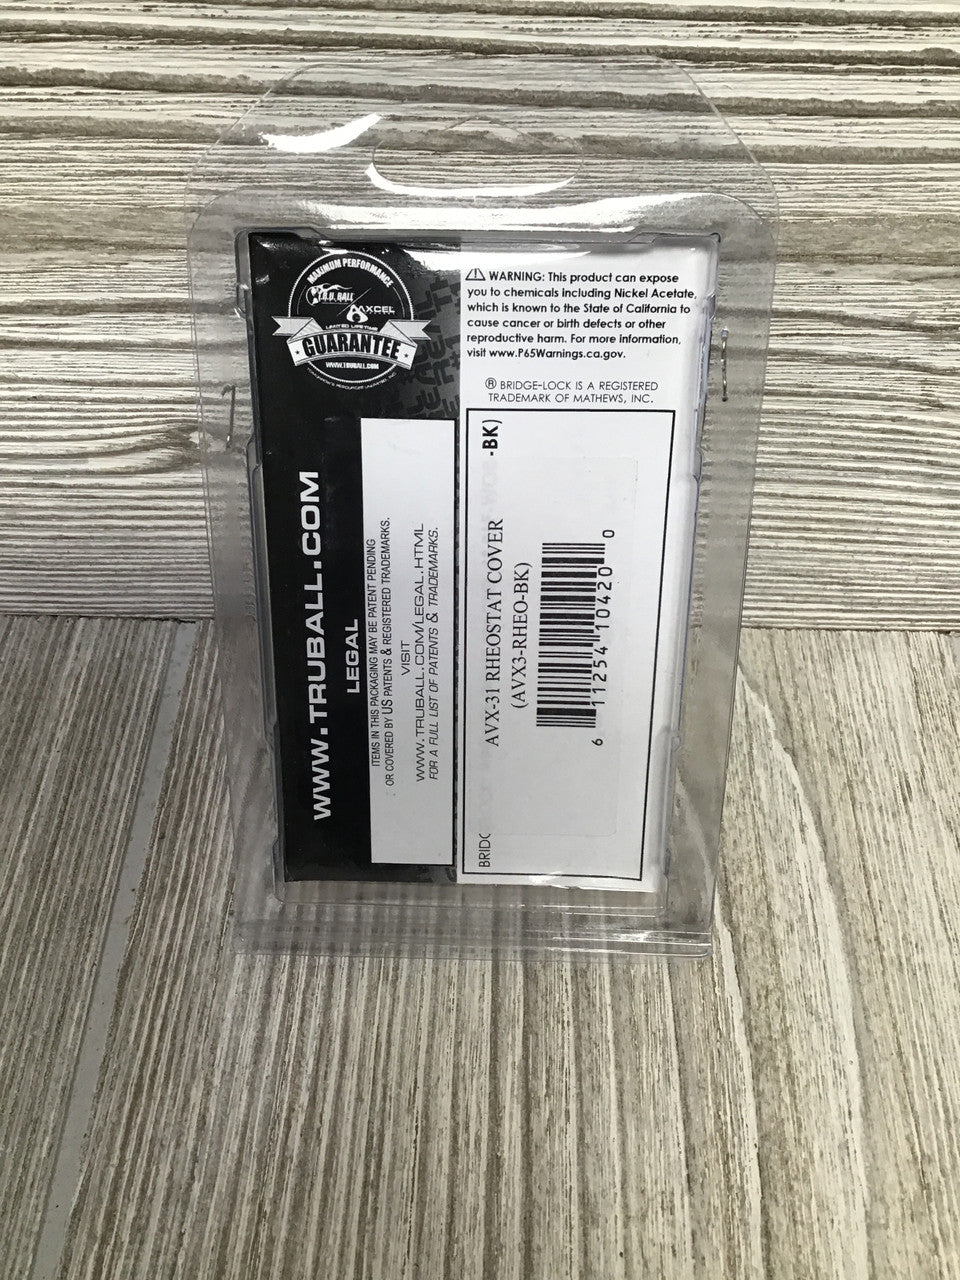 MAXIMUM PERFORMANCE
T.R.U. BALL
AXCEL
LIMITED LIFETIME
GUARANTEE
WWW.TRUBALL.COM
⚠ WARNING: This product can expose
you to chemicals including Nickel Acetate,
which is known to the State of California to
cause cancer or birth defects or other
reproductive harm. For more information,
visit www.P65Warnings.ca.gov.
® BRIDGE-LOCK IS A REGISTERED
TRADEMARK OF MATHEWS, INC.
WWW.TRUBALL.COM
LEGAL
ITEMS IN THIS PACKAGING MAY BE PATENT PENDING
OR COVERED BY US PATENTS & REGISTERED TRADEMARKS.
VISIT
WWW.TRUBALL.COM/LEGAL.HTML
FOR A FULL LIST OF PATENTS & TRADEMARKS.
-BK)
AVX-31 RHEOSTAT COVER
(AVX3-RHEO-BK)
6 11254 10420 0